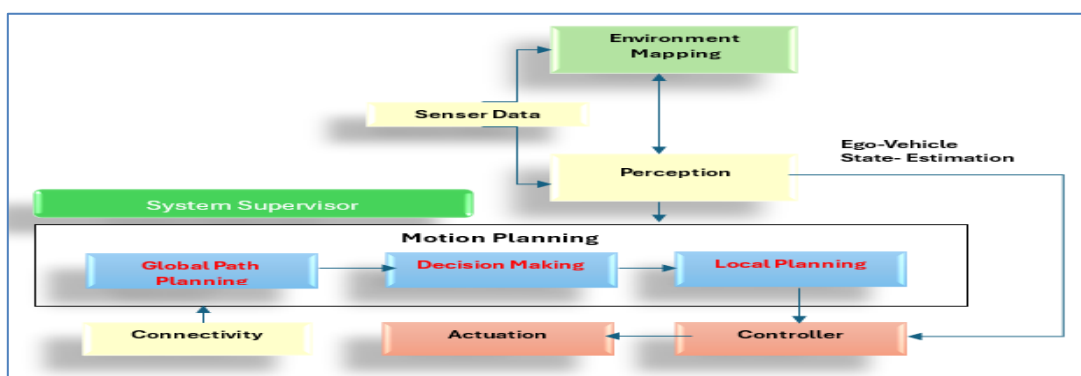 Environment
Mapping
Senser Data
Ego-Vehicle
State- Estimation
Perception
System Supervisor
Motion Planning
Global Path
Planning
Decision Making
Local Planning
Connectivity
Actuation
Controller